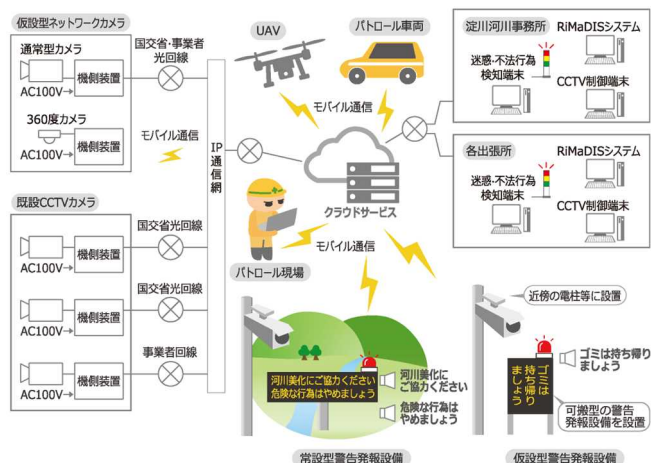 仮設型ネットワークカメラ
通常型カメラ
機側装置
AC100V→
国交省・事業者
光回線
360度カメラ
機側装置
AC100V→
モバイル通信
既設CCTVカメラ
国交省光回線
機側装置
AC100V→
国交省光回線
機側装置
AC100V→
事業者回線
機側装置
AC100V→
IP通信網
UAV
パトロール車両
モバイル通信
クラウドサービス
モバイル通信
パトロール現場
淀川河川事務所
RiMaDISシステム
迷惑・不法行為
検知端末
CCTV制御端末
各出張所
RiMaDISシステム
迷惑・不法行為
検知端末
CCTV制御端末
河川美化にご協力ください
危険な行為はやめましょう
河川美化に
ご協力ください
危険な行為は
やめましょう
常設型警告発報設備
近傍の電柱等に設置
ゴミは
持ち帰り
ましょう
ゴミは持ち帰り
ましょう
可搬型の警告
発報設備を設置
仮設型警告発報設備